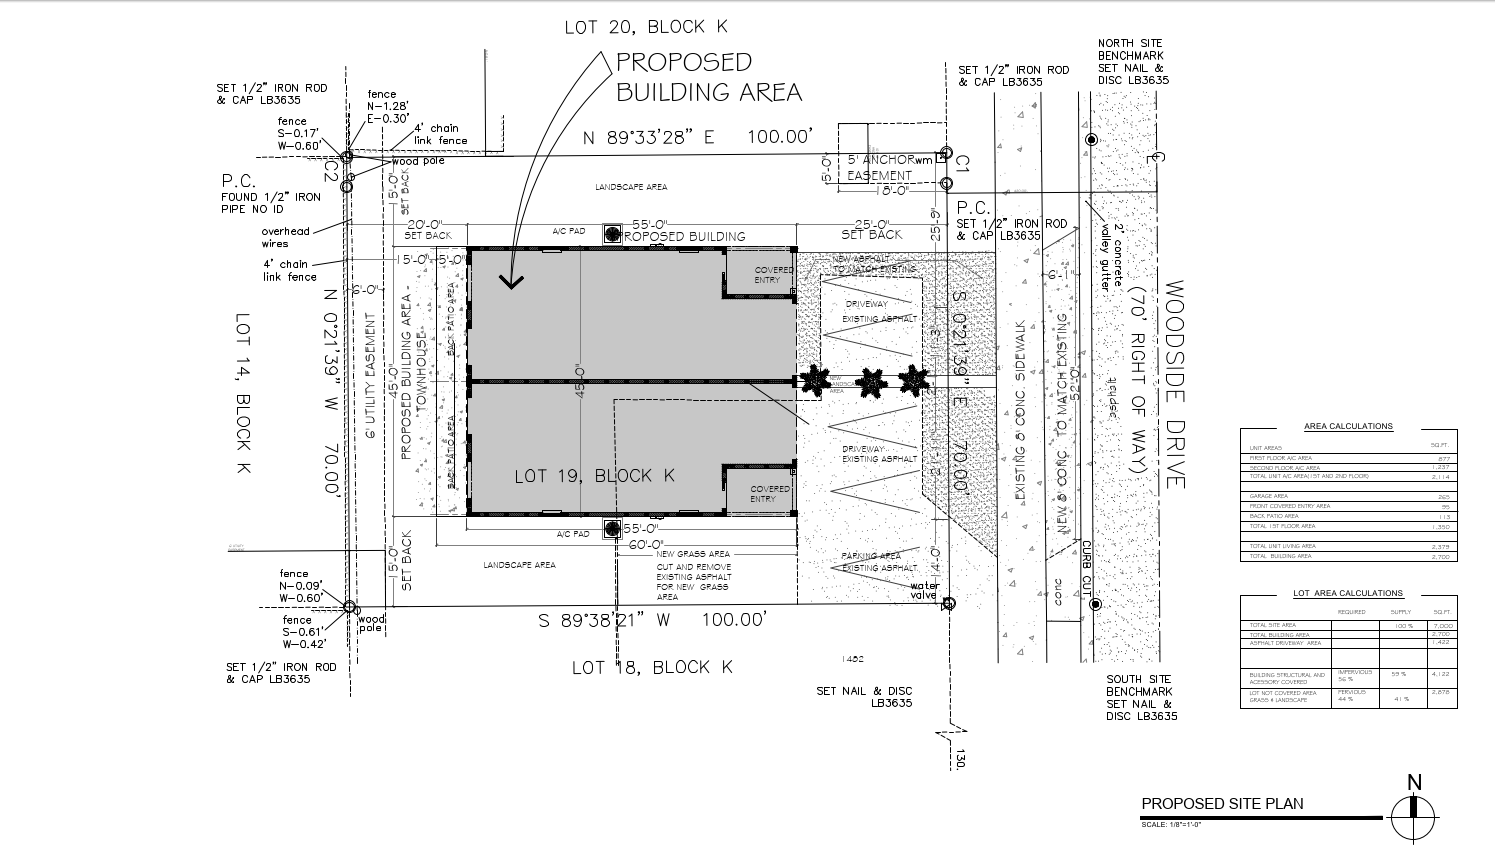 LOT 20, BLOCK K
PROPOSED
BUILDING AREA
N 89°33'28" E 100.00'
NORTH SITE
BENCHMARK
SET NAIL &
DISC LB3635
SET 1/2" IRON ROD
& CAP LB3635
SET 1/2" IRON ROD
& CAP LB3635
fence
N-1.28'
E-0.30'
fence
S-0.17'
W-0.60'
4' chain
link fence
wood pole
C2
P.C.
FOUND 1/2" IRON
PIPE NO ID
15'-0"
SET BACK
LANDSCAPE AREA
5'-0"
5' ANCHOR
EASEMENT
wm
15'-0"
C1
P.C.
SET 1/2" IRON ROD
& CAP LB3635
overhead
wires
4' chain
link fence
20'-0"
SET BACK
A/C PAD
55'-0"
PROPOSED BUILDING
25'-0"
SET BACK
25'-9"
15'-0"
5'-0"
6'-0"
COVERED
ENTRY
NEW ASPHALT
TO MATCH EXISTING
DRIVEWAY
EXISTING ASPHALT
6'-1"
2' concrete
valley gutter
LOT 14, BLOCK K
N 0°21'39" W 70.00'
6' UTILITY EASEMENT
45'-0"
PROPOSED BUILDING AREA -
TOWNHOUSE
BACK PATIO AREA
BACK PATIO AREA
45'-0"
NEW
LANDSCAPE
AREA
S 0°21'39" E 70.00'
EXISTING 8' CONC SIDEWALK
NEW 8 CONC. TO MATCH EXISTING
52'-0"
asphalt
(70' RIGHT OF WAY)
WOODSIDE DRIVE
DRIVEWAY
EXISTING ASPHALT
LOT 19, BLOCK K
COVERED
ENTRY
A/C PAD
55'-0"
60'-0"
15'-0"
SET BACK
LANDSCAPE AREA
NEW GRASS AREA
CUT AND REMOVE
EXISTING ASPHALT
FOR NEW GRASS
AREA
PARKING AREA
EXISTING ASPHALT
14'-0"
water
valve
conc
CURB CUT
fence
N-0.09'
W-0.60'
fence
S-0.61'
W-0.42'
wood
pole
SET 1/2" IRON ROD
& CAP LB3635
S 89°38'21" W 100.00'
LOT 18, BLOCK K
1482
SET NAIL & DISC
LB3635
130.
SOUTH SITE
BENCHMARK
SET NAIL &
DISC LB3635
AREA CALCULATIONS
UNIT AREAS SQ.FT.
FIRST FLOOR A/C AREA 877
SECOND FLOOR A/C AREA 1,237
TOTAL UNIT A/C AREA(1ST AND 2ND FLOOR) 2,114
GARAGE AREA 265
FRONT COVERED ENTRY AREA 95
BACK PATIO AREA 113
TOTAL 1ST FLOOR AREA 1,350
TOTAL UNIT LIVING AREA 2,379
TOTAL BUILDING AREA 2,700
LOT AREA CALCULATIONS
REQUIRED SUPPLY SQ.FT.
TOTAL SITE AREA 100 % 7,000
TOTAL BUILDING AREA 2,700
ASPHALT DRIVEWAY AREA 1,422
BUILDING STRUCTURAL AND
ACESSORY COVERED IMPERVIOUS
56 % 59 % 4,122
LOT NOT COVERED AREA
GRASS & LANDSCAPE PERVIOUS
44 % 41 % 2,878
N
PROPOSED SITE PLAN
SCALE: 1/8"=1'-0"